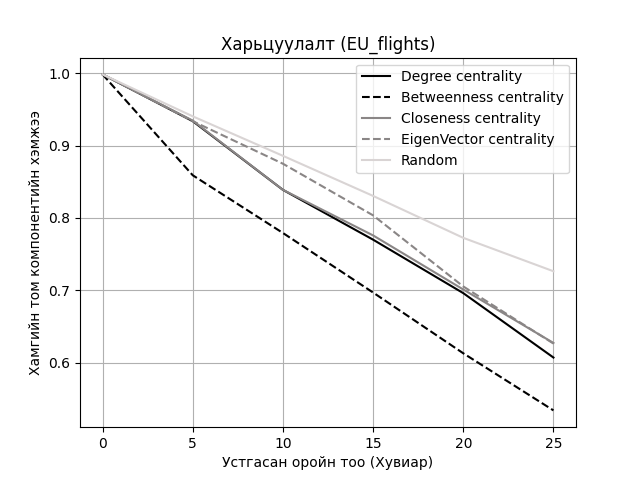 Харьцуулалт (EU_flights)
Degree centrality
Betweenness centrality
Closeness centrality
EigenVector centrality
Random
Хамгийн том компонентийн хэмжээ
1.0
0.9
0.8
0.7
0.6
0
5
10
15
20
25
Устгасан оройн тоо (Хувиар)